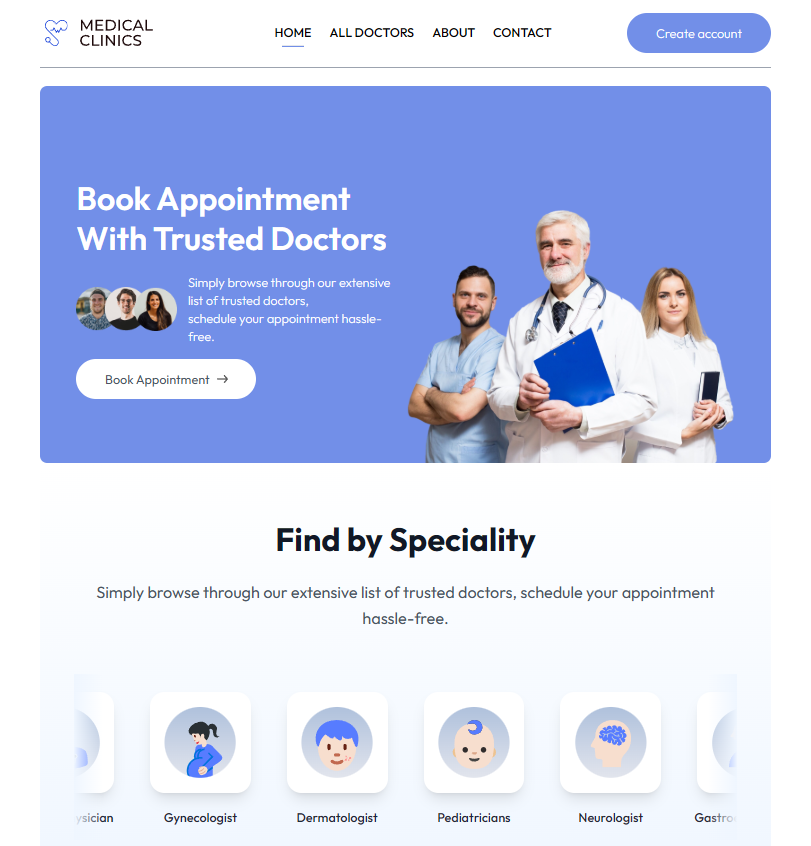 MEDICAL
CLINICS
HOME
ALL DOCTORS
ABOUT
CONTACT
Create account
Book Appointment
With Trusted Doctors
Simply browse through our extensive
list of trusted doctors,
schedule your appointment hassle-
free.
Book Appointment →
Find by Speciality
Simply browse through our extensive list of trusted doctors, schedule your appointment
hassle-free.
ysician
Gynecologist
Dermatologist
Pediatricians
Neurologist
Gastro